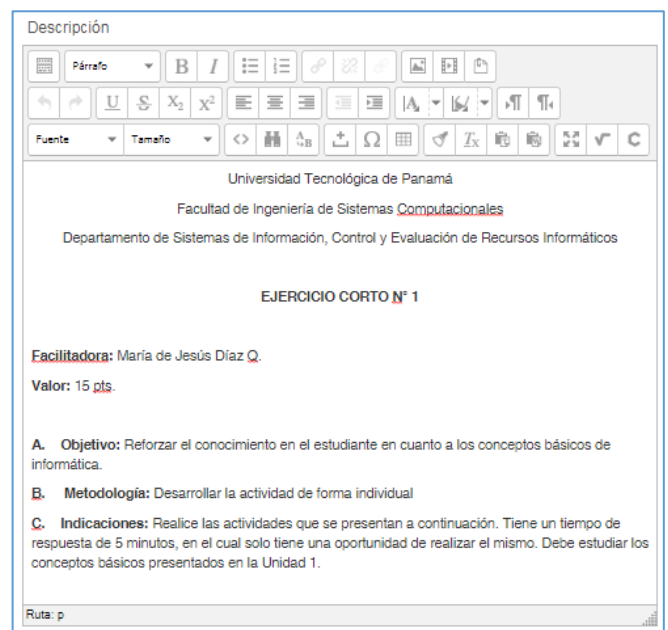 Descripción
Párrafo B I
U S X₂ X² A
Fuente Tamaño A B Ω Tx C
Universidad Tecnológica de Panamá
Facultad de Ingeniería de Sistemas Computacionales
Departamento de Sistemas de Información, Control y Evaluación de Recursos Informáticos
EJERCICIO CORTO N° 1
Facilitadora: María de Jesús Díaz Q.
Valor: 15 pts.
A. Objetivo: Reforzar el conocimiento en el estudiante en cuanto a los conceptos básicos de
informática.
B. Metodología: Desarrollar la actividad de forma individual
C. Indicaciones: Realice las actividades que se presentan a continuación. Tiene un tiempo de
respuesta de 5 minutos, en el cual solo tiene una oportunidad de realizar el mismo. Debe estudiar los
conceptos básicos presentados en la Unidad 1.
Ruta: p